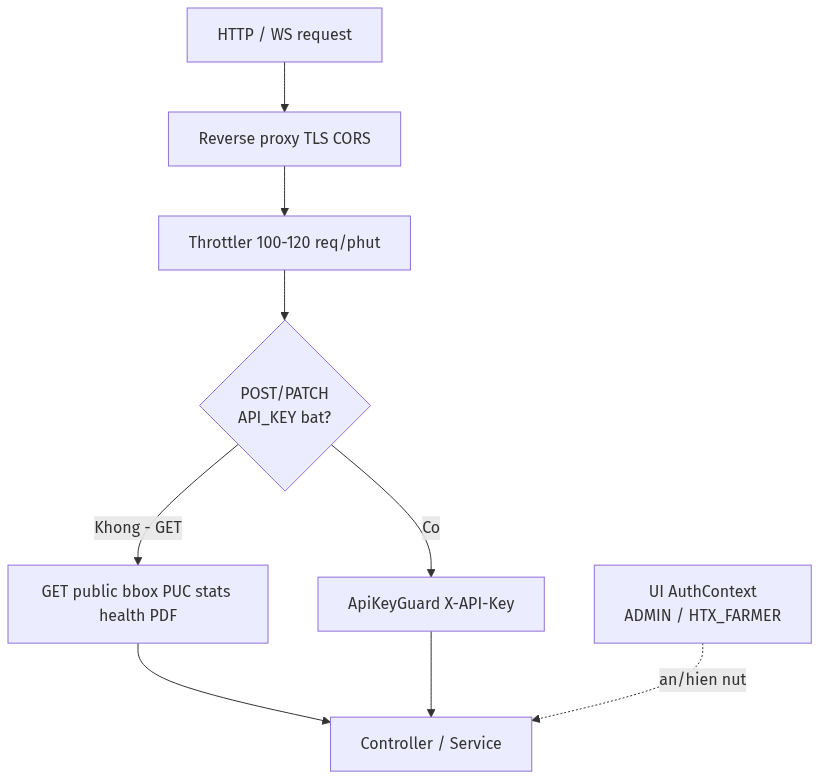 HTTP / WS request
Reverse proxy TLS CORS
Throttler 100-120 req/phut
POST/PATCH
API_KEY bat?
Khong - GET
Co
GET public bbox PUC stats
health PDF
ApiKeyGuard X-API-Key
UI AuthContext
ADMIN / HTX_FARMER
an/hien nut
Controller / Service